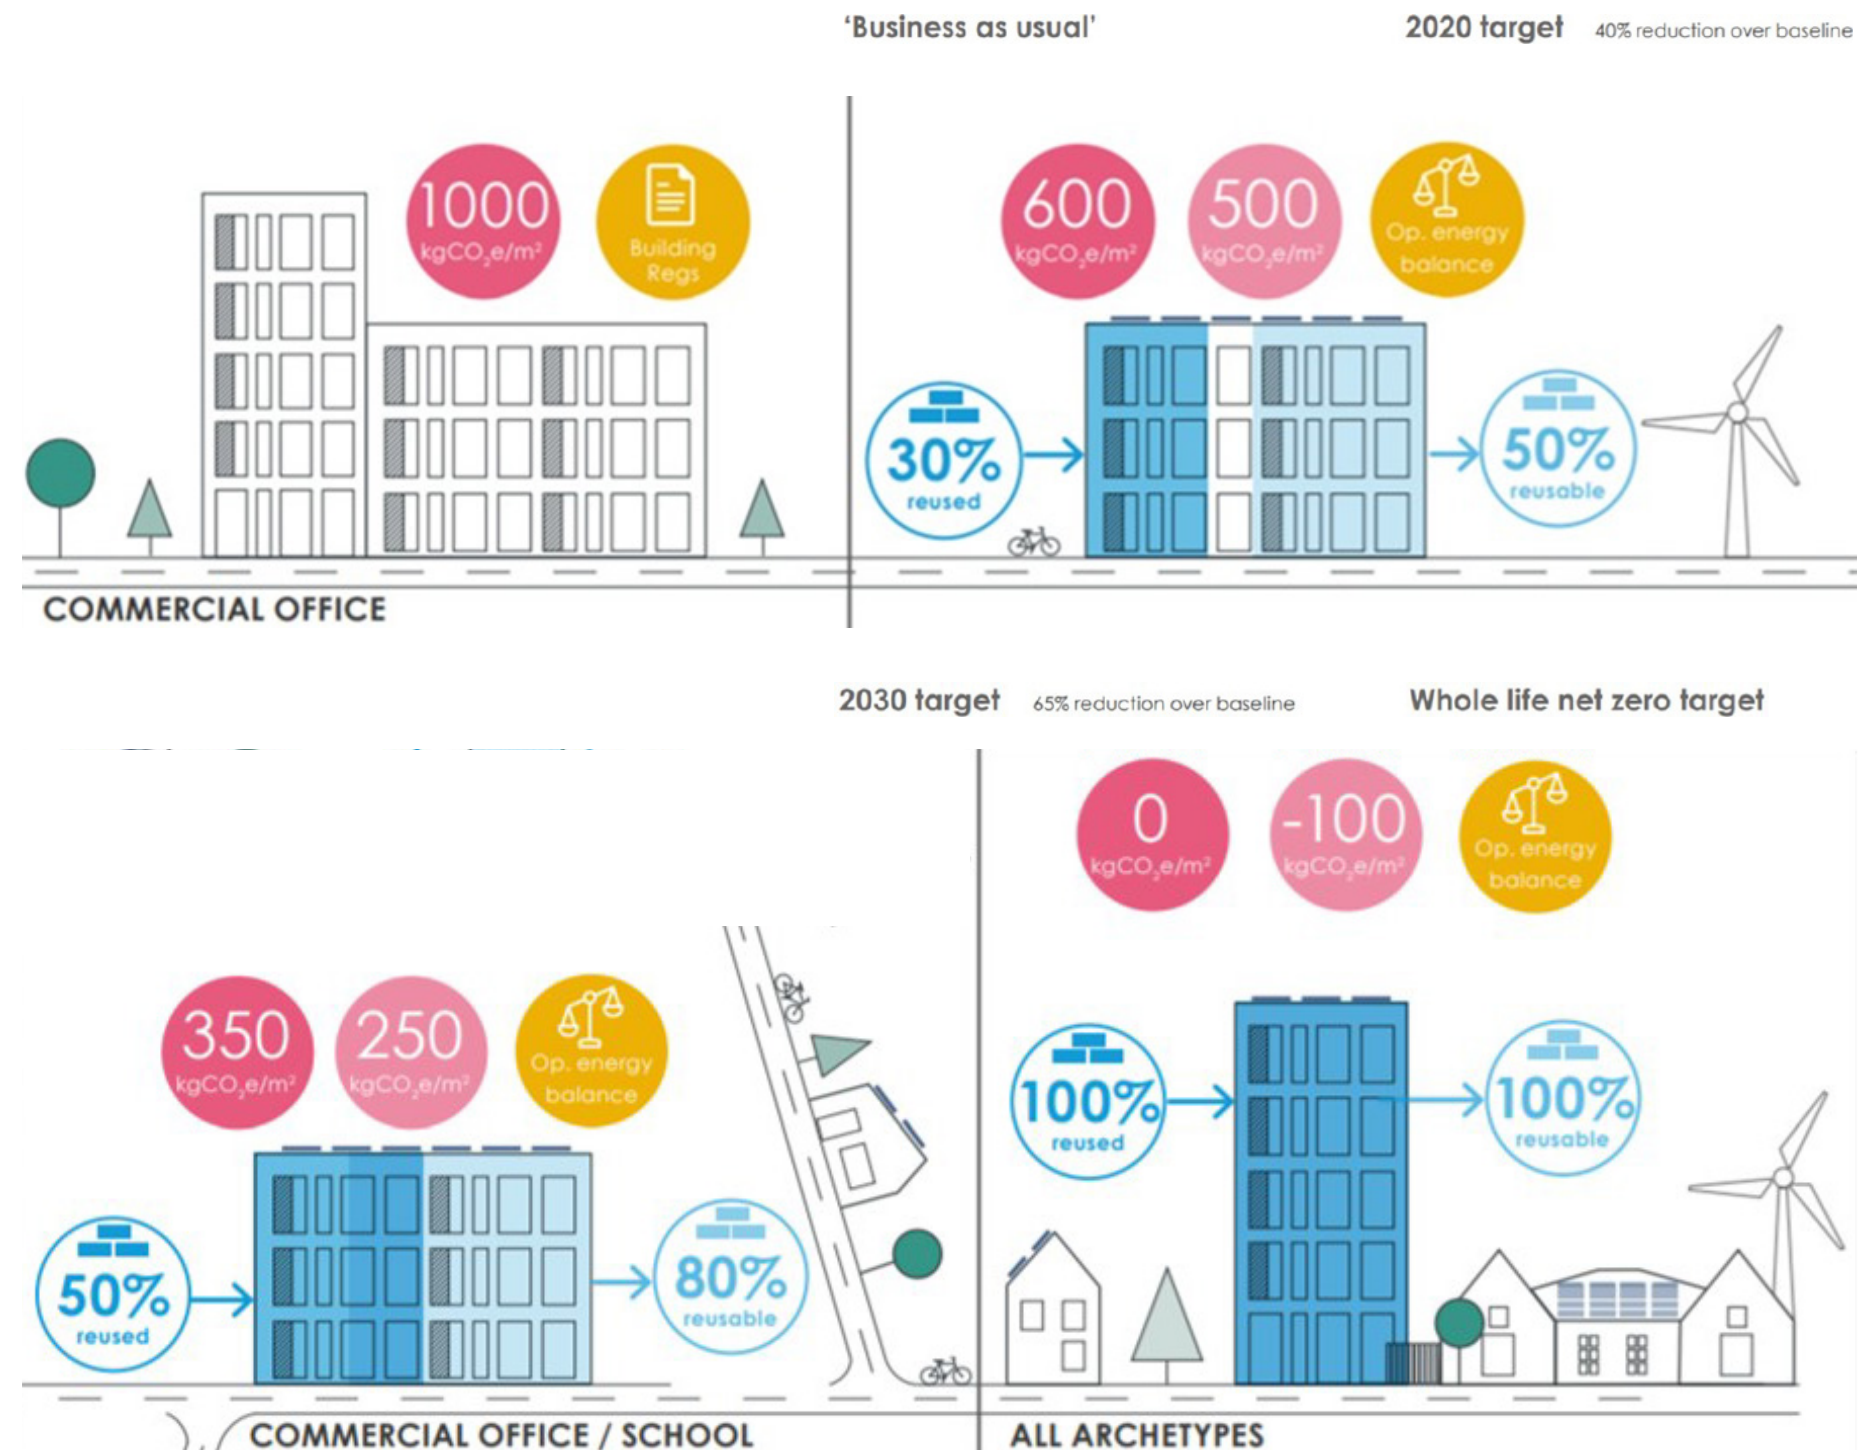 ‘Business as usual’
2020 target 40% reduction over baseline
1000
kgCO₂e/m²
Building
Regs
600
kgCO₂e/m²
500
kgCO₂e/m²
Op. energy
balance
30%
reused
50%
reusable
COMMERCIAL OFFICE
2030 target 65% reduction over baseline
Whole life net zero target
350
kgCO₂e/m²
250
kgCO₂e/m²
Op. energy
balance
50%
reused
80%
reusable
COMMERCIAL OFFICE / SCHOOL
0
kgCO₂e/m²
-100
kgCO₂e/m²
Op. energy
balance
100%
reused
100%
reusable
ALL ARCHETYPES